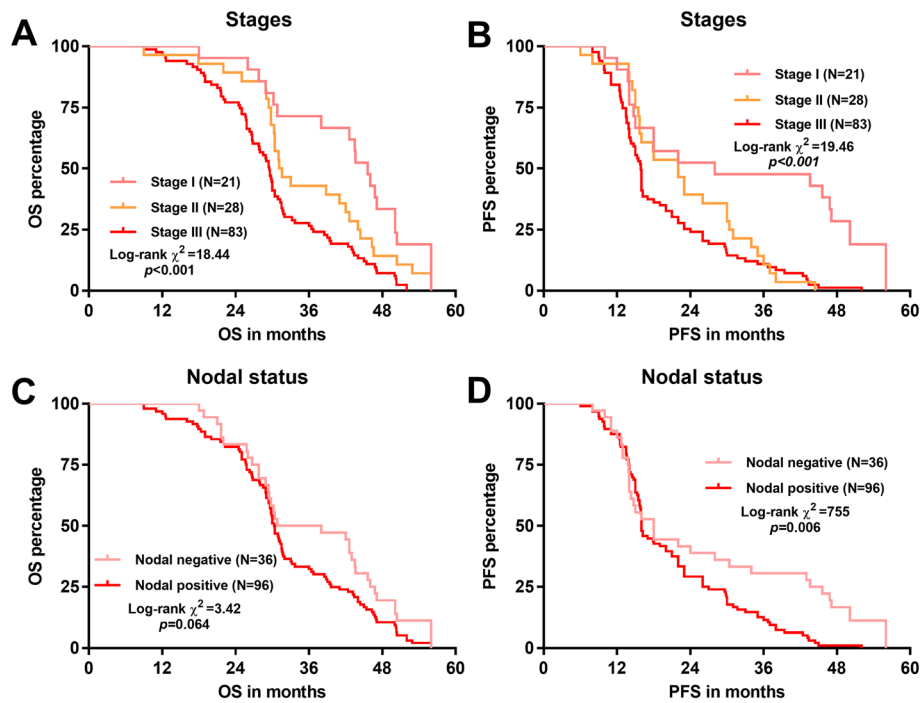 A
Stages
OS percentage
100
75
50
25
0
Stage I (N=21)
Stage II (N=28)
Stage III (N=83)
Log-rank χ²=18.44
p<0.001
0 12 24 36 48 60
OS in months
B
Stages
PFS percentage
100
75
50
25
0
Stage I (N=21)
Stage II (N=28)
Stage III (N=83)
Log-rank χ²=19.46
p<0.001
0 12 24 36 48 60
PFS in months
C
Nodal status
OS percentage
100
75
50
25
0
Nodal negative (N=36)
Nodal positive (N=96)
Log-rank χ²=3.42
p=0.064
0 12 24 36 48 60
OS in months
D
Nodal status
PFS percentage
100
75
50
25
0
Nodal negative (N=36)
Nodal positive (N=96)
Log-rank χ²=755
p=0.006
0 12 24 36 48 60
PFS in months